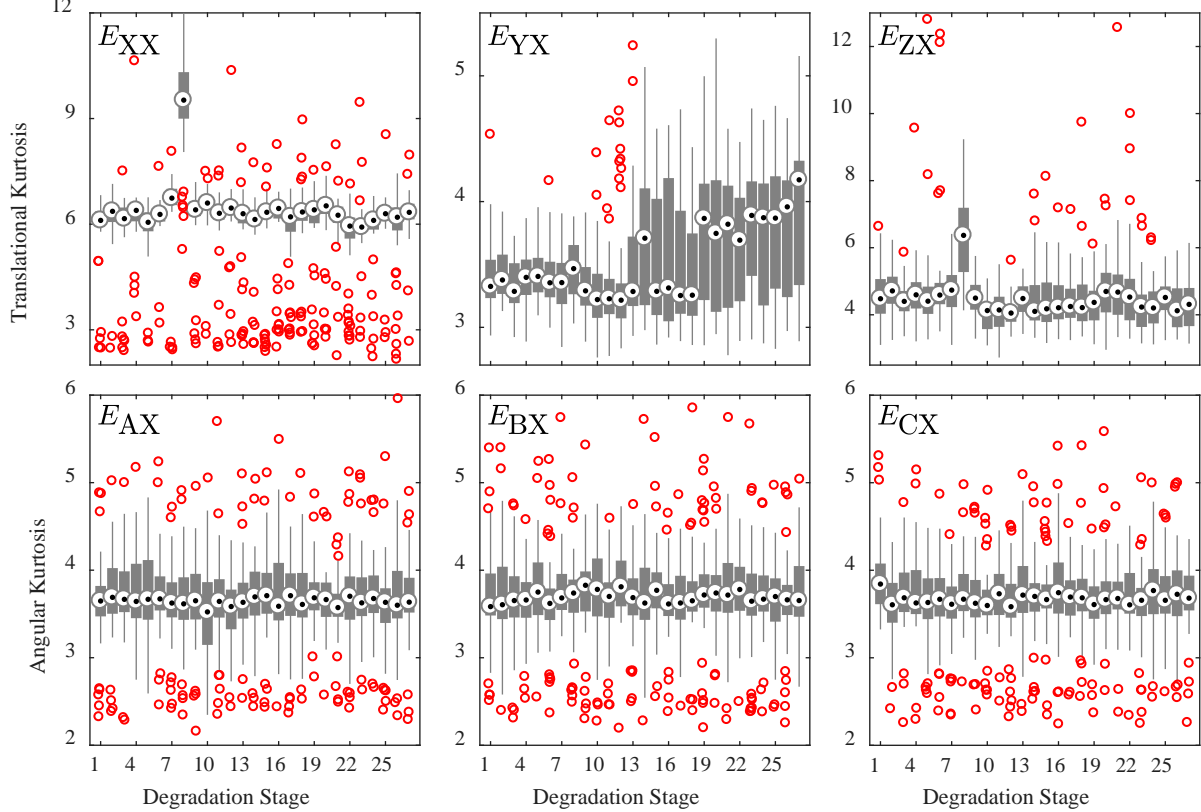 12
9
6
3
Translational Kurtosis
E_XX
5
4
3
E_YX
12
10
8
6
4
E_ZX
6
5
4
3
2
Angular Kurtosis
E_AX
1 4 7 10 13 16 19 22 25
Degradation Stage
6
5
4
3
2
E_BX
1 4 7 10 13 16 19 22 25
Degradation Stage
6
5
4
3
2
E_CX
1 4 7 10 13 16 19 22 25
Degradation Stage